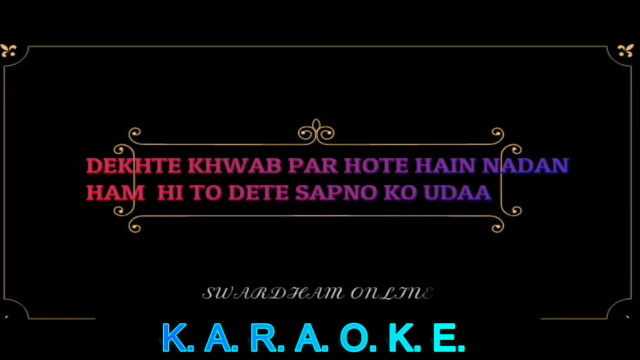 DEKHTE KHWAB PAR HOTE HAIN NADAN
HAM HI TO DETE SAPNO KO UDAA
SWARDHAM ONLINE
K. A. R. A. O. K. E.